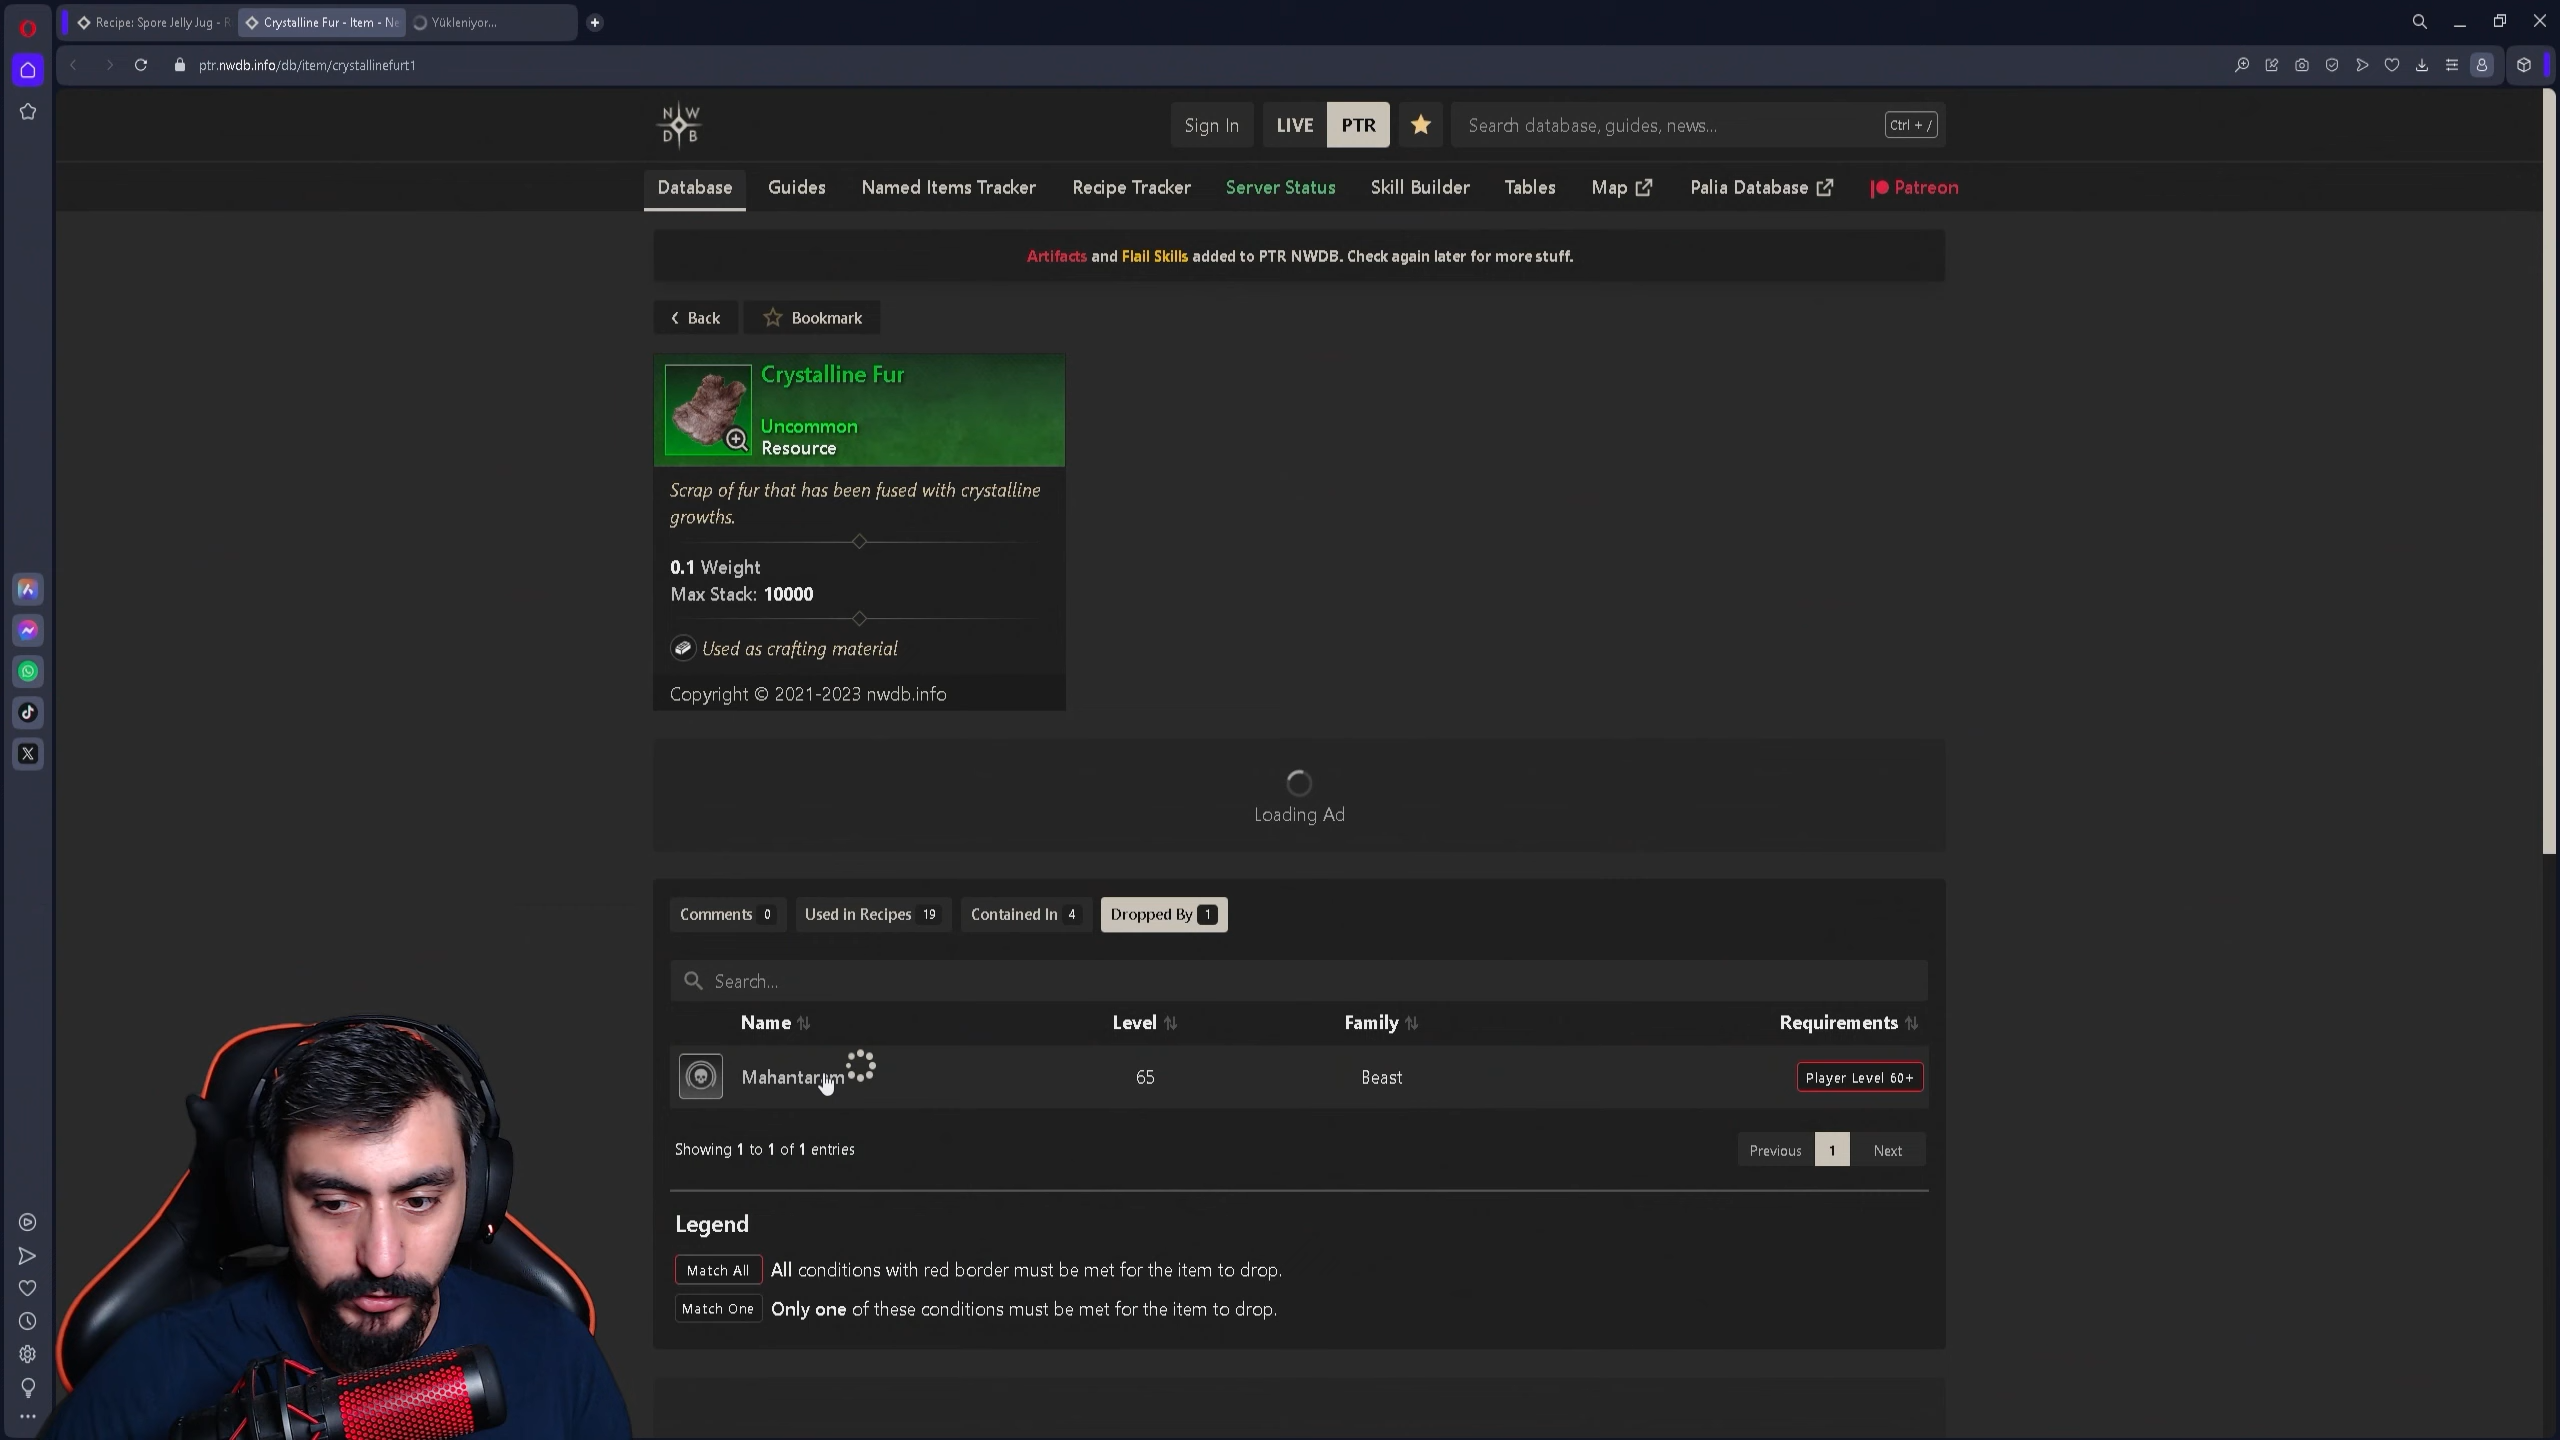 Recipe: Spore Jelly Jug - R
Crystalline Fur - Item - Ne
Yükleniyor...
ptr.nwdb.info/db/item/crystallinefurt1
N W
D B
Sign In
LIVE
PTR
Search database, guides, news...
Ctrl + /
Database
Guides
Named Items Tracker
Recipe Tracker
Server Status
Skill Builder
Tables
Map
Palia Database
Patreon
Artifacts and Flail Skills added to PTR NWDB. Check again later for more stuff.
Back
Bookmark
Crystalline Fur
Uncommon
Resource
Scrap of fur that has been fused with crystalline
growths.
0.1 Weight
Max Stack: 10000
Used as crafting material
Copyright © 2021-2023 nwdb.info
Loading Ad
Comments 0
Used in Recipes 19
Contained In 4
Dropped By 1
Search...
Name
Level
Family
Requirements
65
Beast
Player Level 60+
Showing 1 to 1 of 1 entries
Previous
1
Next
Legend
Match All
All conditions with red border must be met for the item to drop.
Match One
Only one of these conditions must be met for the item to drop.